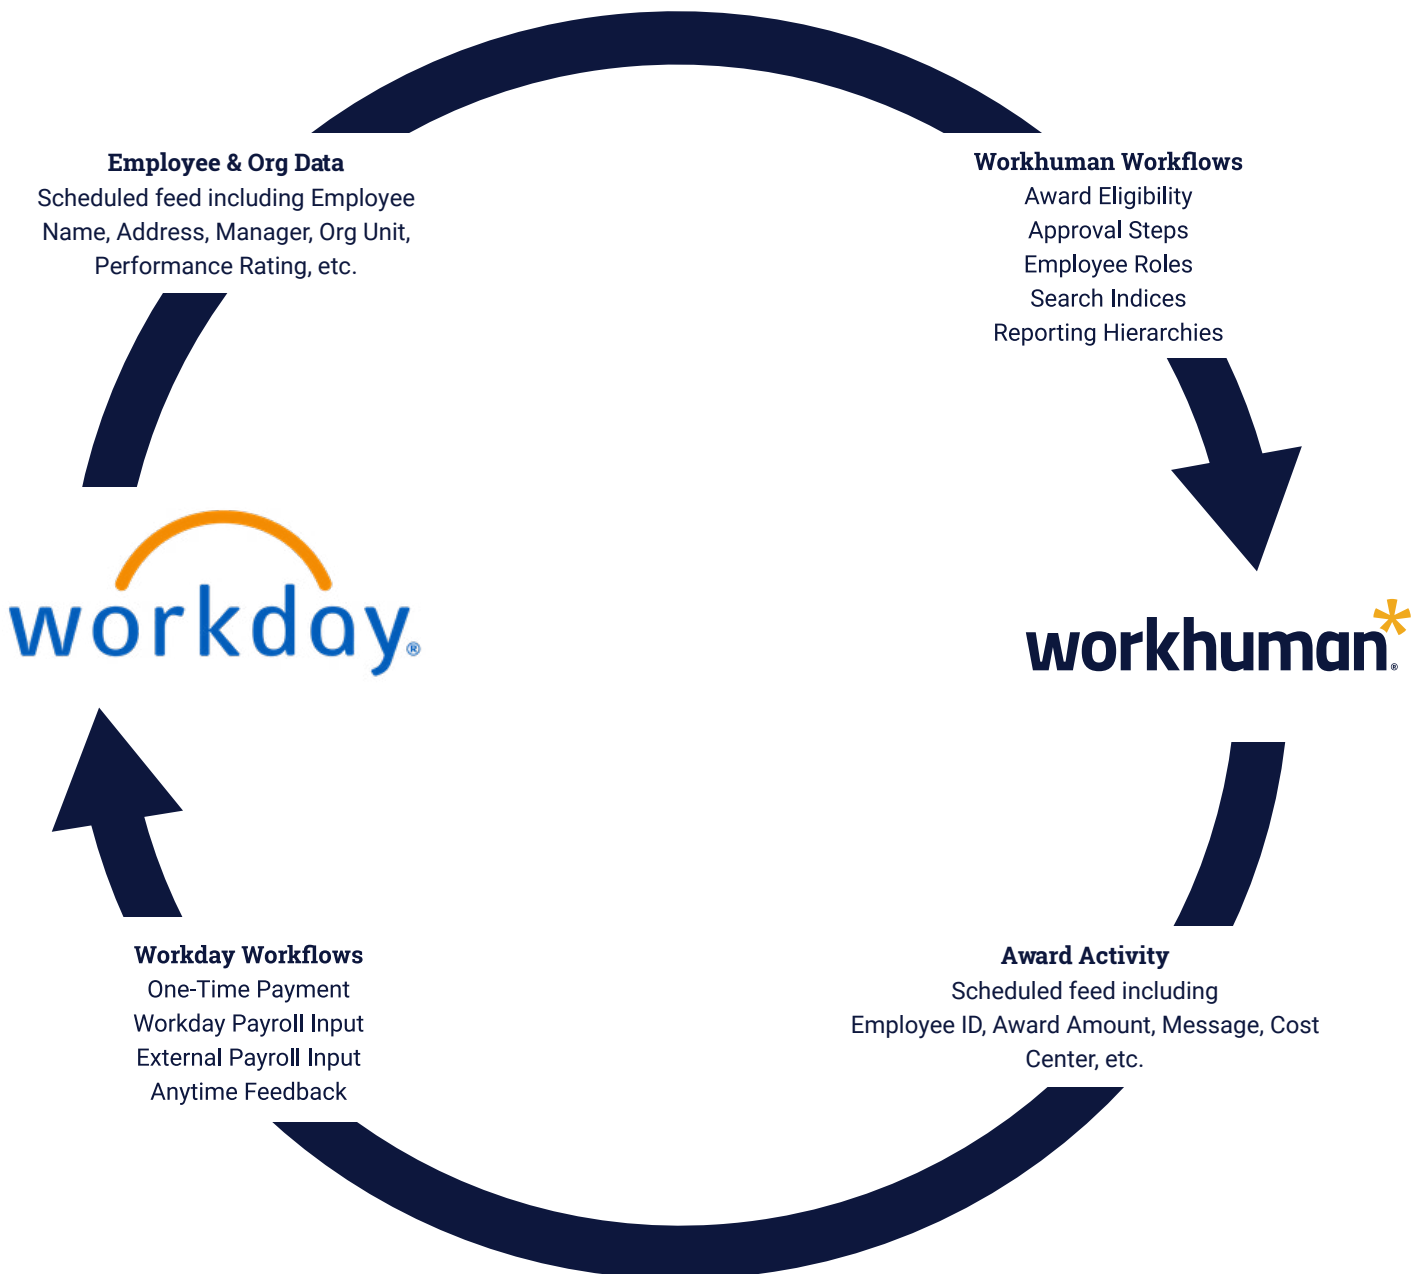 Employee & Org Data
Scheduled feed including Employee
Name, Address, Manager, Org Unit,
Performance Rating, etc.
Workhuman Workflows
Award Eligibility
Approval Steps
Employee Roles
Search Indices
Reporting Hierarchies
workday®
workhuman*®
Workday Workflows
One-Time Payment
Workday Payroll Input
External Payroll Input
Anytime Feedback
Award Activity
Scheduled feed including
Employee ID, Award Amount, Message, Cost
Center, etc.